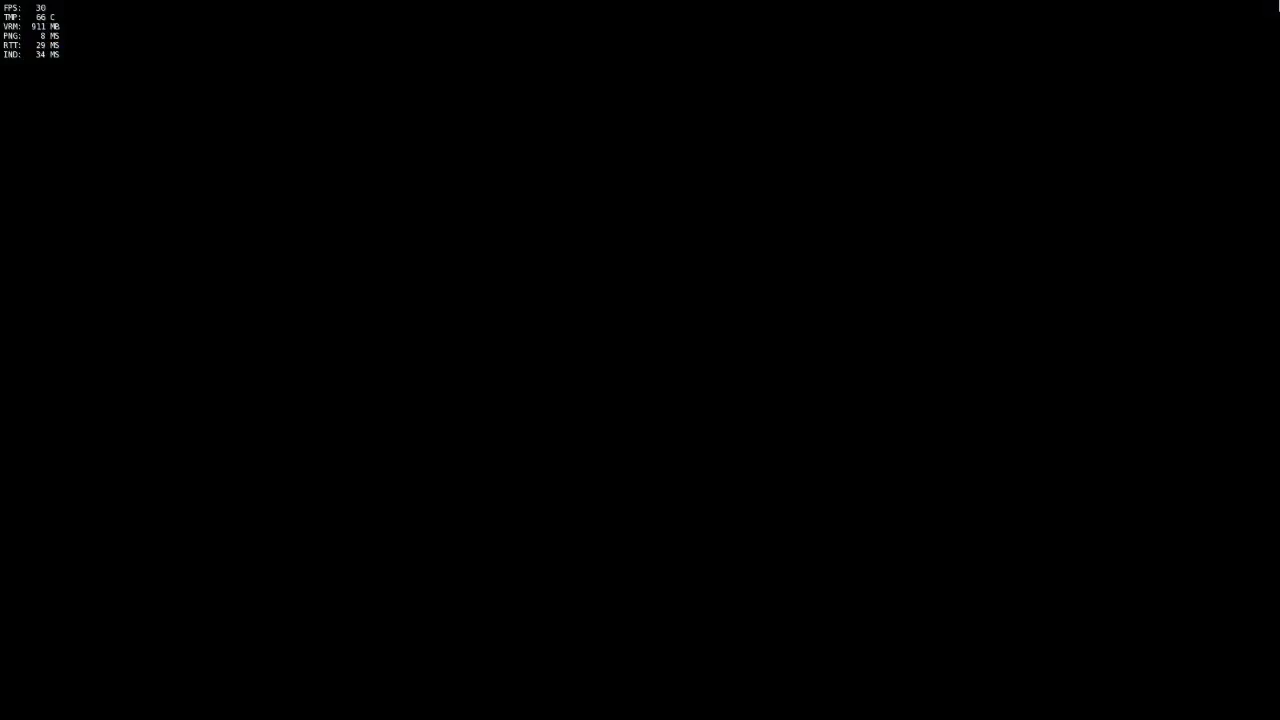 FPS: 30
TMP: 66 C
VRM: 911 MB
PNG: 8 MS
RTT: 29 MS
IND: 34 MS